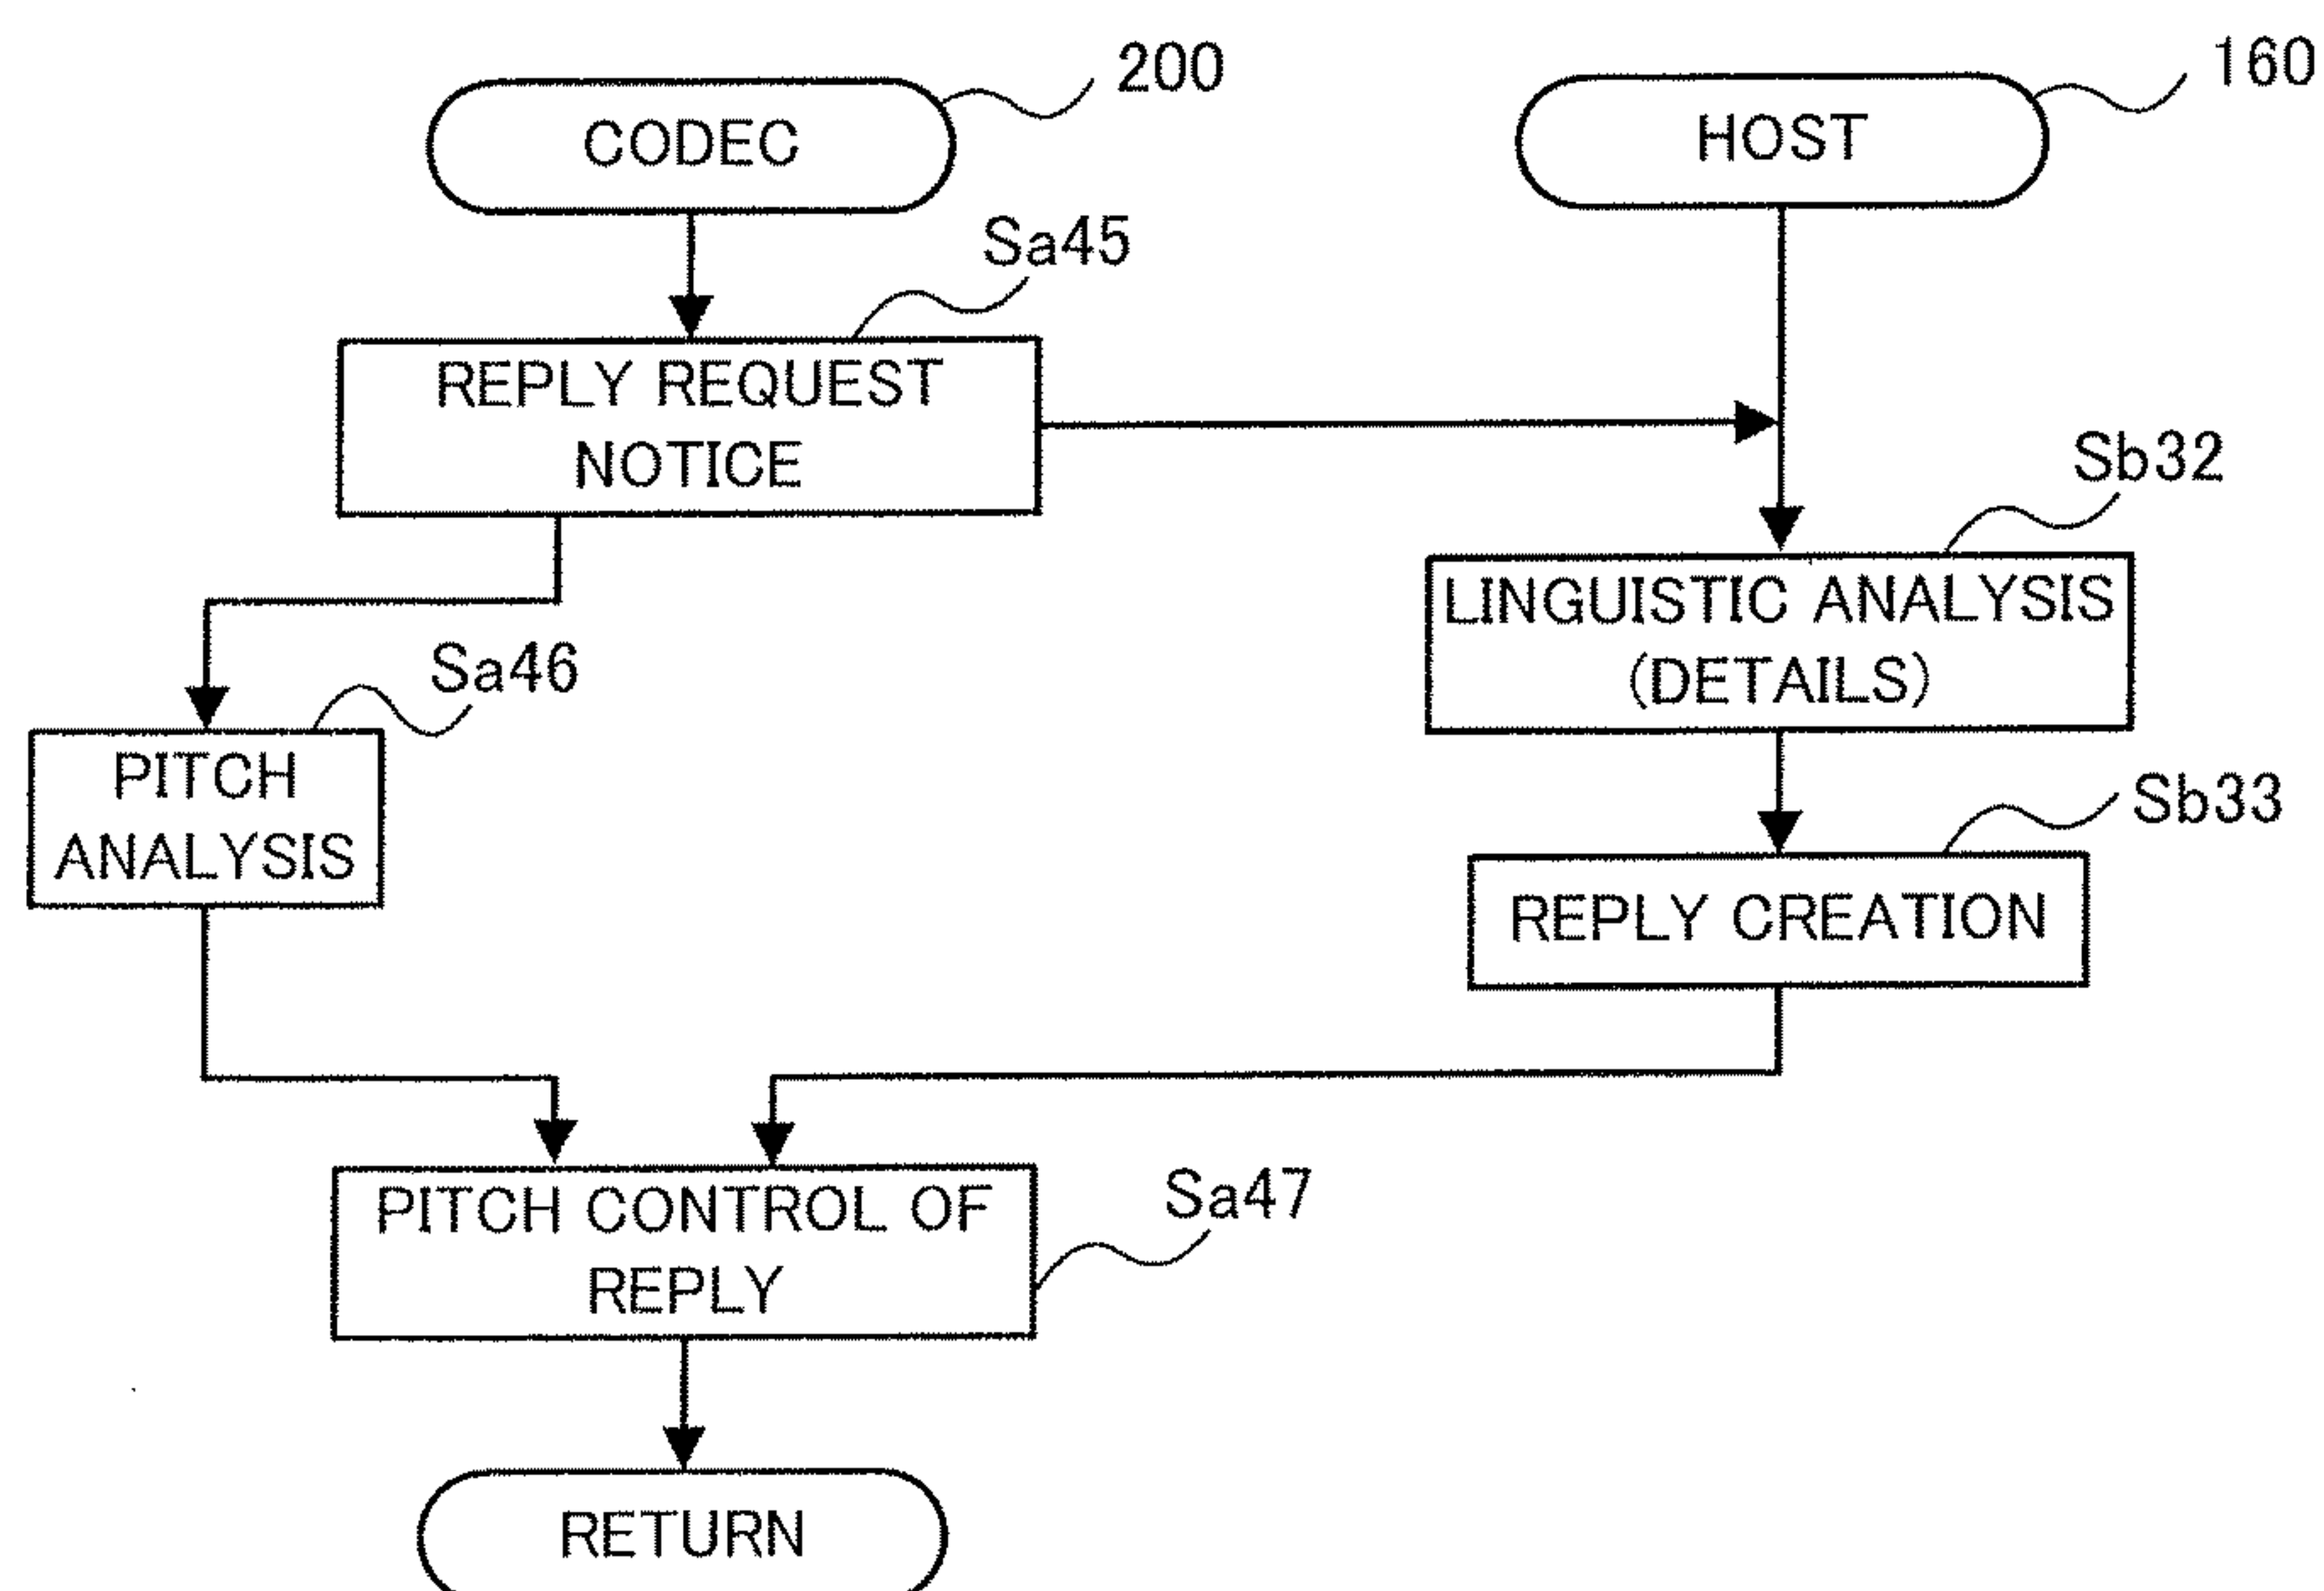 200
160
CODEC
HOST
Sa45
REPLY REQUEST
NOTICE
Sb32
LINGUISTIC ANALYSIS
(DETAILS)
Sa46
PITCH
ANALYSIS
Sb33
REPLY CREATION
PITCH CONTROL OF
REPLY
Sa47
RETURN